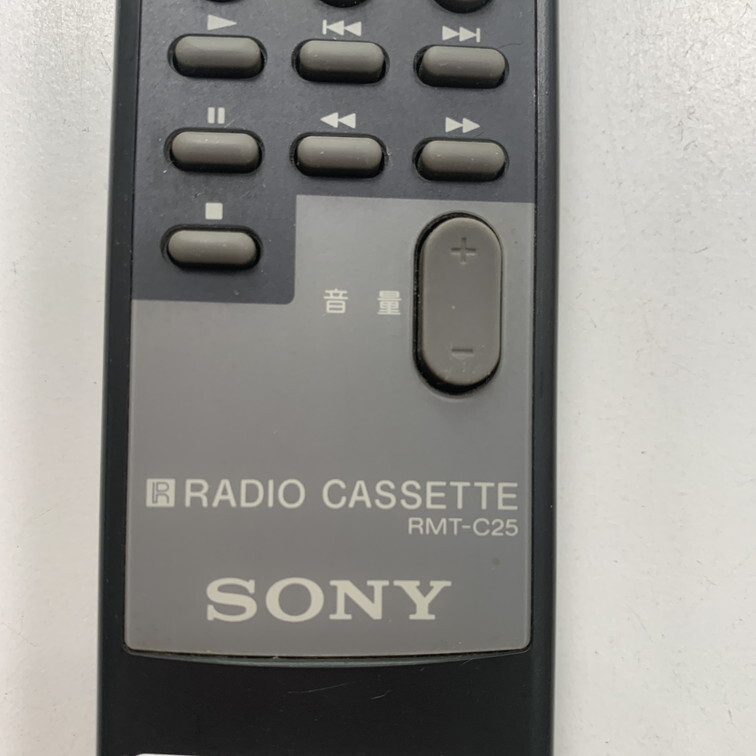 音量
+
−
R RADIO CASSETTE
RMT-C25
SONY